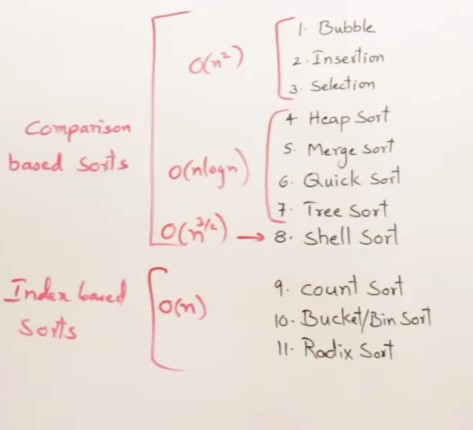 O(n²)
1. Bubble
2. Insertion
3. Selection
Comparison
based Sorts
O(nlogn)
4 Heap Sort
5. Merge Sort
6. Quick Sort
7. Tree Sort
O(n^3/2) → 8. Shell Sort
Index based
Sorts
O(n)
9. Count Sort
10. Bucket/Bin Sort
11. Radix Sort